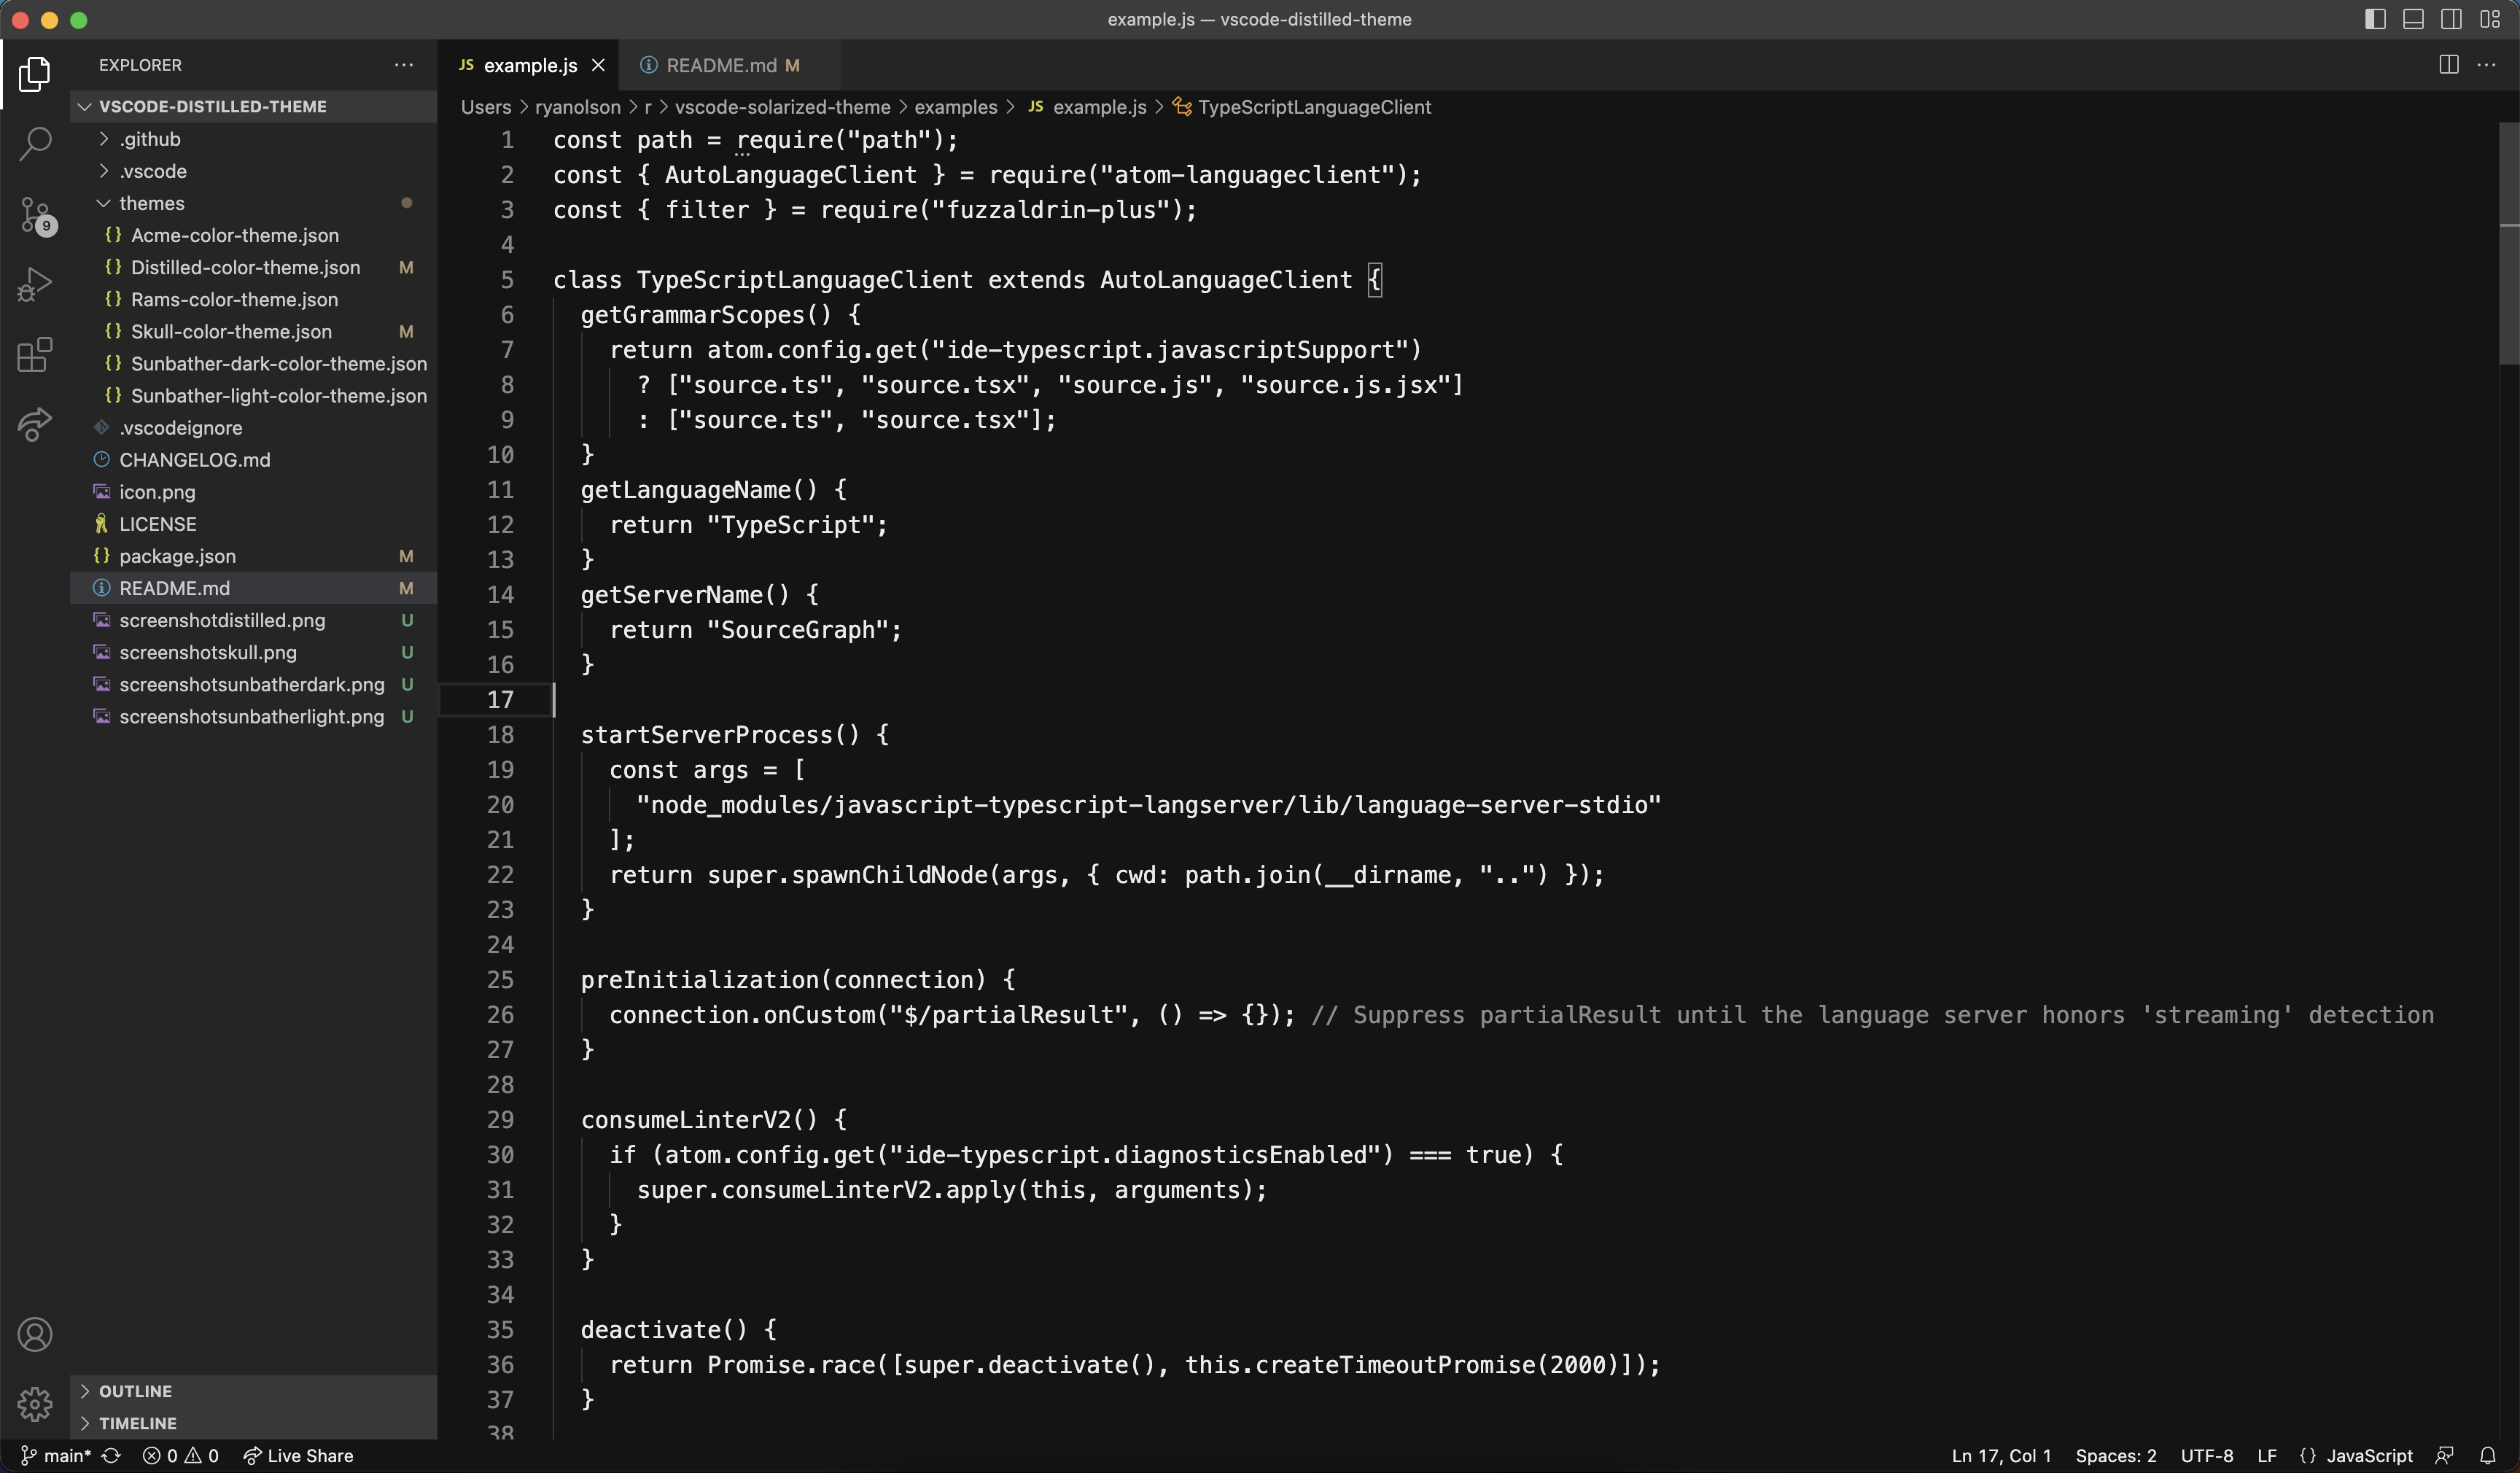 example.js — vscode-distilled-theme
EXPLORER
VSCODE-DISTILLED-THEME
.github
.vscode
themes
{} Acme-color-theme.json
{} Distilled-color-theme.json M
{} Rams-color-theme.json
{} Skull-color-theme.json M
{} Sunbather-dark-color-theme.json
{} Sunbather-light-color-theme.json
.vscodeignore
CHANGELOG.md
icon.png
LICENSE
{} package.json M
README.md M
screenshotdistilled.png U
screenshotskull.png U
screenshotsunbatherdark.png U
screenshotsunbatherlight.png U
OUTLINE
TIMELINE
9
JS example.js
README.md M
Users > ryanolson > r > vscode-solarized-theme > examples > JS example.js > TypeScriptLanguageClient
1 const path = require("path");
2 const { AutoLanguageClient } = require("atom-languageclient");
3 const { filter } = require("fuzzaldrin-plus");
4
5 class TypeScriptLanguageClient extends AutoLanguageClient {
6   getGrammarScopes() {
7     return atom.config.get("ide-typescript.javascriptSupport")
8       ? ["source.ts", "source.tsx", "source.js", "source.js.jsx"]
9       : ["source.ts", "source.tsx"];
10   }
11   getLanguageName() {
12     return "TypeScript";
13   }
14   getServerName() {
15     return "SourceGraph";
16   }
17
18   startServerProcess() {
19     const args = [
20       "node_modules/javascript-typescript-langserver/lib/language-server-stdio"
21     ];
22     return super.spawnChildNode(args, { cwd: path.join(__dirname, "..") });
23   }
24
25   preInitialization(connection) {
26     connection.onCustom("$/partialResult", () => {}); // Suppress partialResult until the language server honors 'streaming' detection
27   }
28
29   consumeLinterV2() {
30     if (atom.config.get("ide-typescript.diagnosticsEnabled") === true) {
31       super.consumeLinterV2.apply(this, arguments);
32     }
33   }
34
35   deactivate() {
36     return Promise.race([super.deactivate(), this.createTimeoutPromise(2000)]);
37   }
38
main* 0 0 Live Share
Ln 17, Col 1 Spaces: 2 UTF-8 LF {} JavaScript